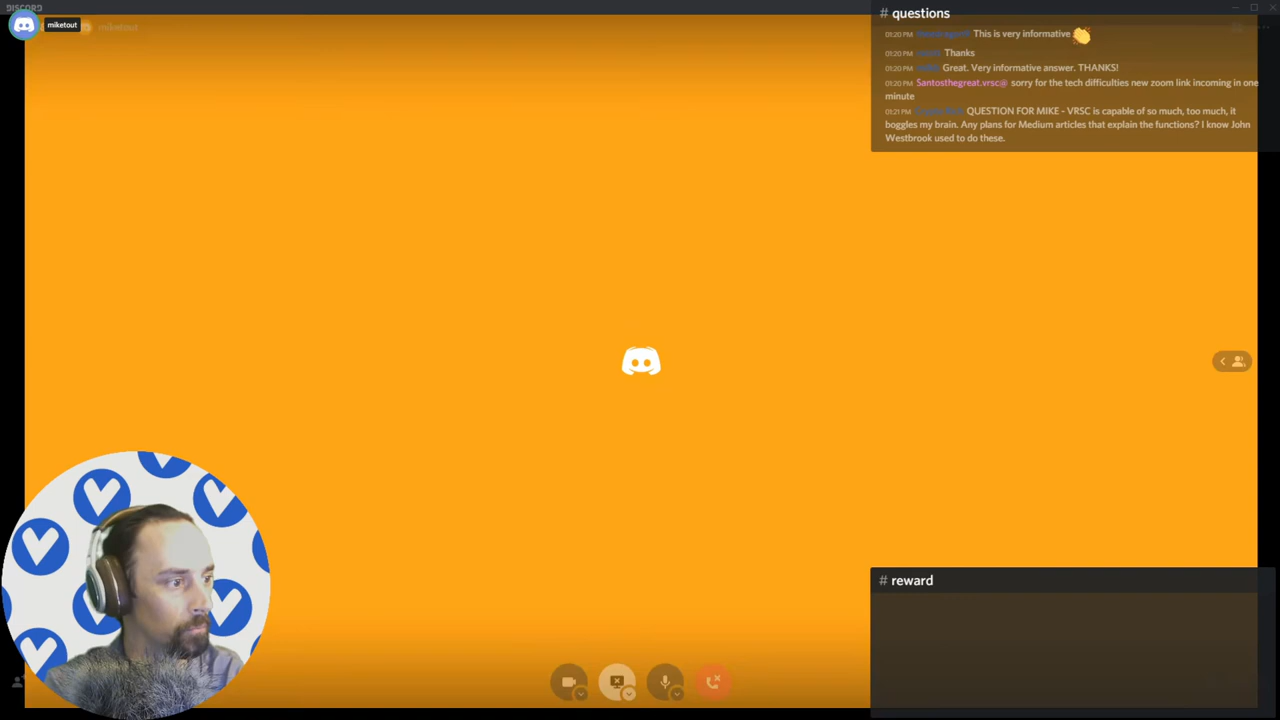 DISCORD
miketout
miketout
# questions
01:20 PM This is very informative
01:20 PM Thanks
01:20 PM Great. Very informative answer. THANKS!
01:20 PM Santosthegreat.vrsc@ sorry for the tech difficulties new zoom link incoming in one
minute
01:21 PM QUESTION FOR MIKE - VRSC is capable of so much, too much, it
boggles my brain. Any plans for Medium articles that explain the functions? I know John
Westbrook used to do these.
# reward